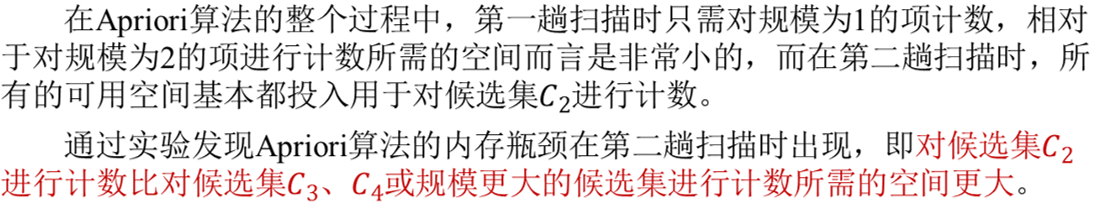 在Apriori算法的整个过程中，第一趟扫描时只需对规模为1的项计数，相对
于对规模为2的项进行计数所需的空间而言是非常小的，而在第二趟扫描时，所
有的可用空间基本都投入用于对候选集C₂进行计数。
通过实验发现Apriori算法的内存瓶颈在第二趟扫描时出现，即对候选集C₂
进行计数比对候选集C₃、C₄或规模更大的候选集进行计数所需的空间更大。